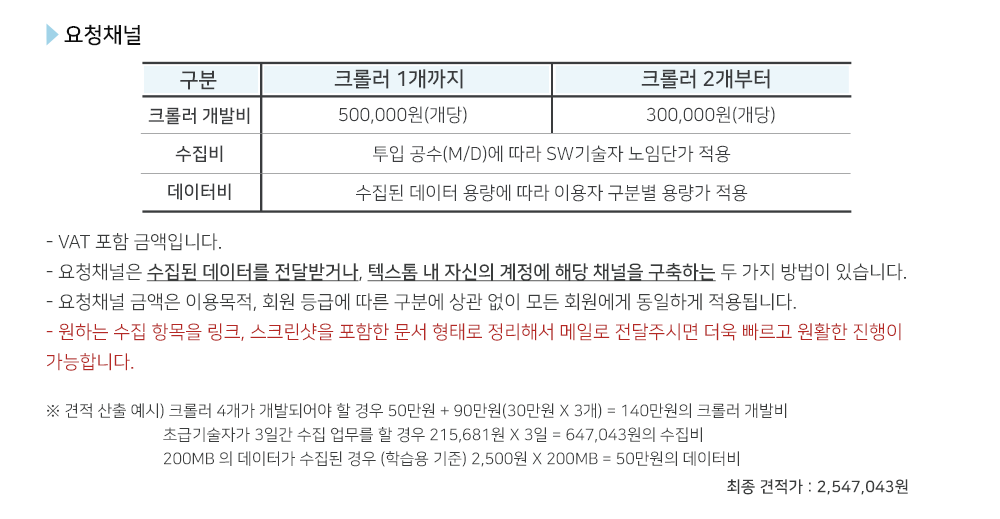 요청채널
구분 크롤러 1개까지 크롤러 2개부터
크롤러 개발비 500,000원(개당) 300,000원(개당)
수집비 투입 공수(M/D)에 따라 SW기술자 노임단가 적용
데이터비 수집된 데이터 용량에 따라 이용자 구분별 용량가 적용
- VAT 포함 금액입니다.
- 요청채널은 수집된 데이터를 전달받거나, 텍스톰 내 자신의 계정에 해당 채널을 구축하는 두 가지 방법이 있습니다.
- 요청채널 금액은 이용목적, 회원 등급에 따른 구분에 상관 없이 모든 회원에게 동일하게 적용됩니다.
- 원하는 수집 항목을 링크, 스크린샷을 포함한 문서 형태로 정리해서 메일로 전달주시면 더욱 빠르고 원활한 진행이
가능합니다.
※ 견적 산출 예시) 크롤러 4개가 개발되어야 할 경우 50만원 + 90만원(30만원 X 3개) = 140만원의 크롤러 개발비
초급기술자가 3일간 수집 업무를 할 경우 215,681원 X 3일 = 647,043원의 수집비
200MB 의 데이터가 수집된 경우 (학습용 기준) 2,500원 X 200MB = 50만원의 데이터비
최종 견적가 : 2,547,043원